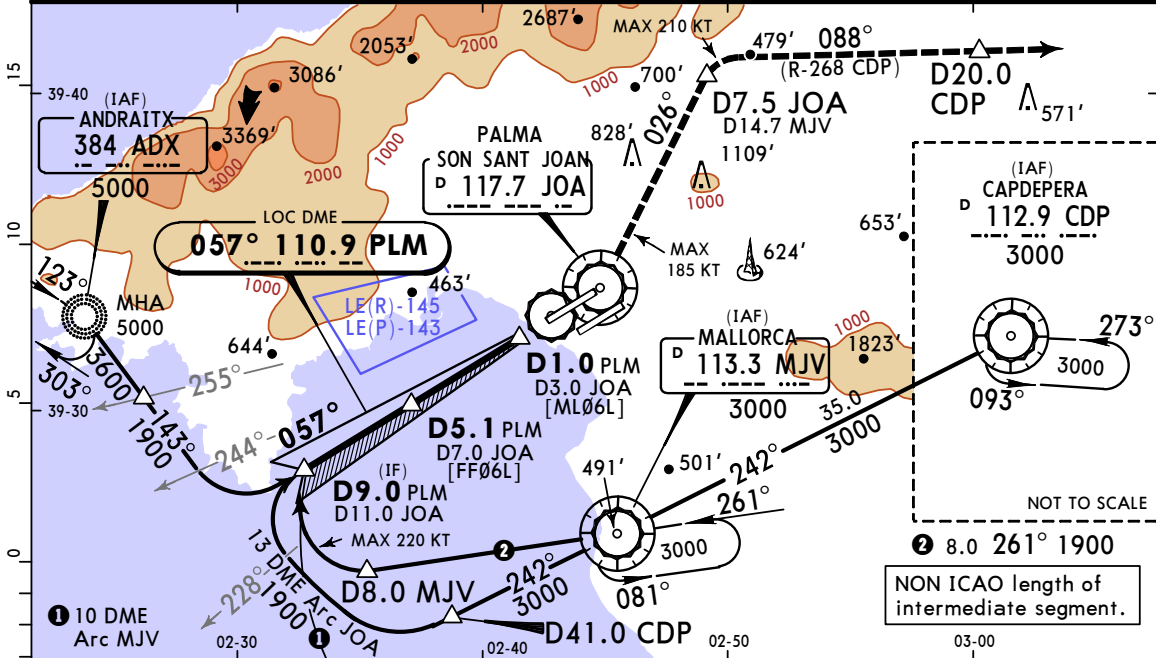 2687'
MAX 210 KT
2053'
2000
479'
088°
(R-268 CDP)
3086'
700'
1000
D20.0
CDP
15
39-40
(IAF)
ANDRAITX
384 ADX
5000
3369'
3000
2000
1000
026°
D7.5 JOA
D14.7 MJV
571'
PALMA
SON SANT JOAN
D 117.7 JOA
828'
1109'
1000
(IAF)
CAPDEPERA
D 112.9 CDP
3000
LOC DME
057° 110.9 PLM
10
653'
MAX
185 KT
624'
123°
MHA
5000
1000
463'
LE(R)-145
LE(P)-143
(IAF)
MALLORCA
D 113.3 MJV
3000
1000
1823'
273°
3000
093°
644'
303°
3600
255°
D1.0 PLM
D3.0 JOA
[MLØ6L]
5
39-30
143°
1900
244°
057°
D5.1 PLM
D7.0 JOA
[FFØ6L]
35.0
3000
242°
(IF)
D9.0 PLM
D11.0 JOA
491'
501'
261°
NOT TO SCALE
MAX 220 KT
2
3000
081°
2 8.0 261° 1900
0
13 DME Arc JOA
1900
228°
D8.0 MJV
242°
3000
NON ICAO length of
intermediate segment.
1 10 DME
Arc MJV
02-30
1
02-40
D41.0 CDP
02-50
03-00